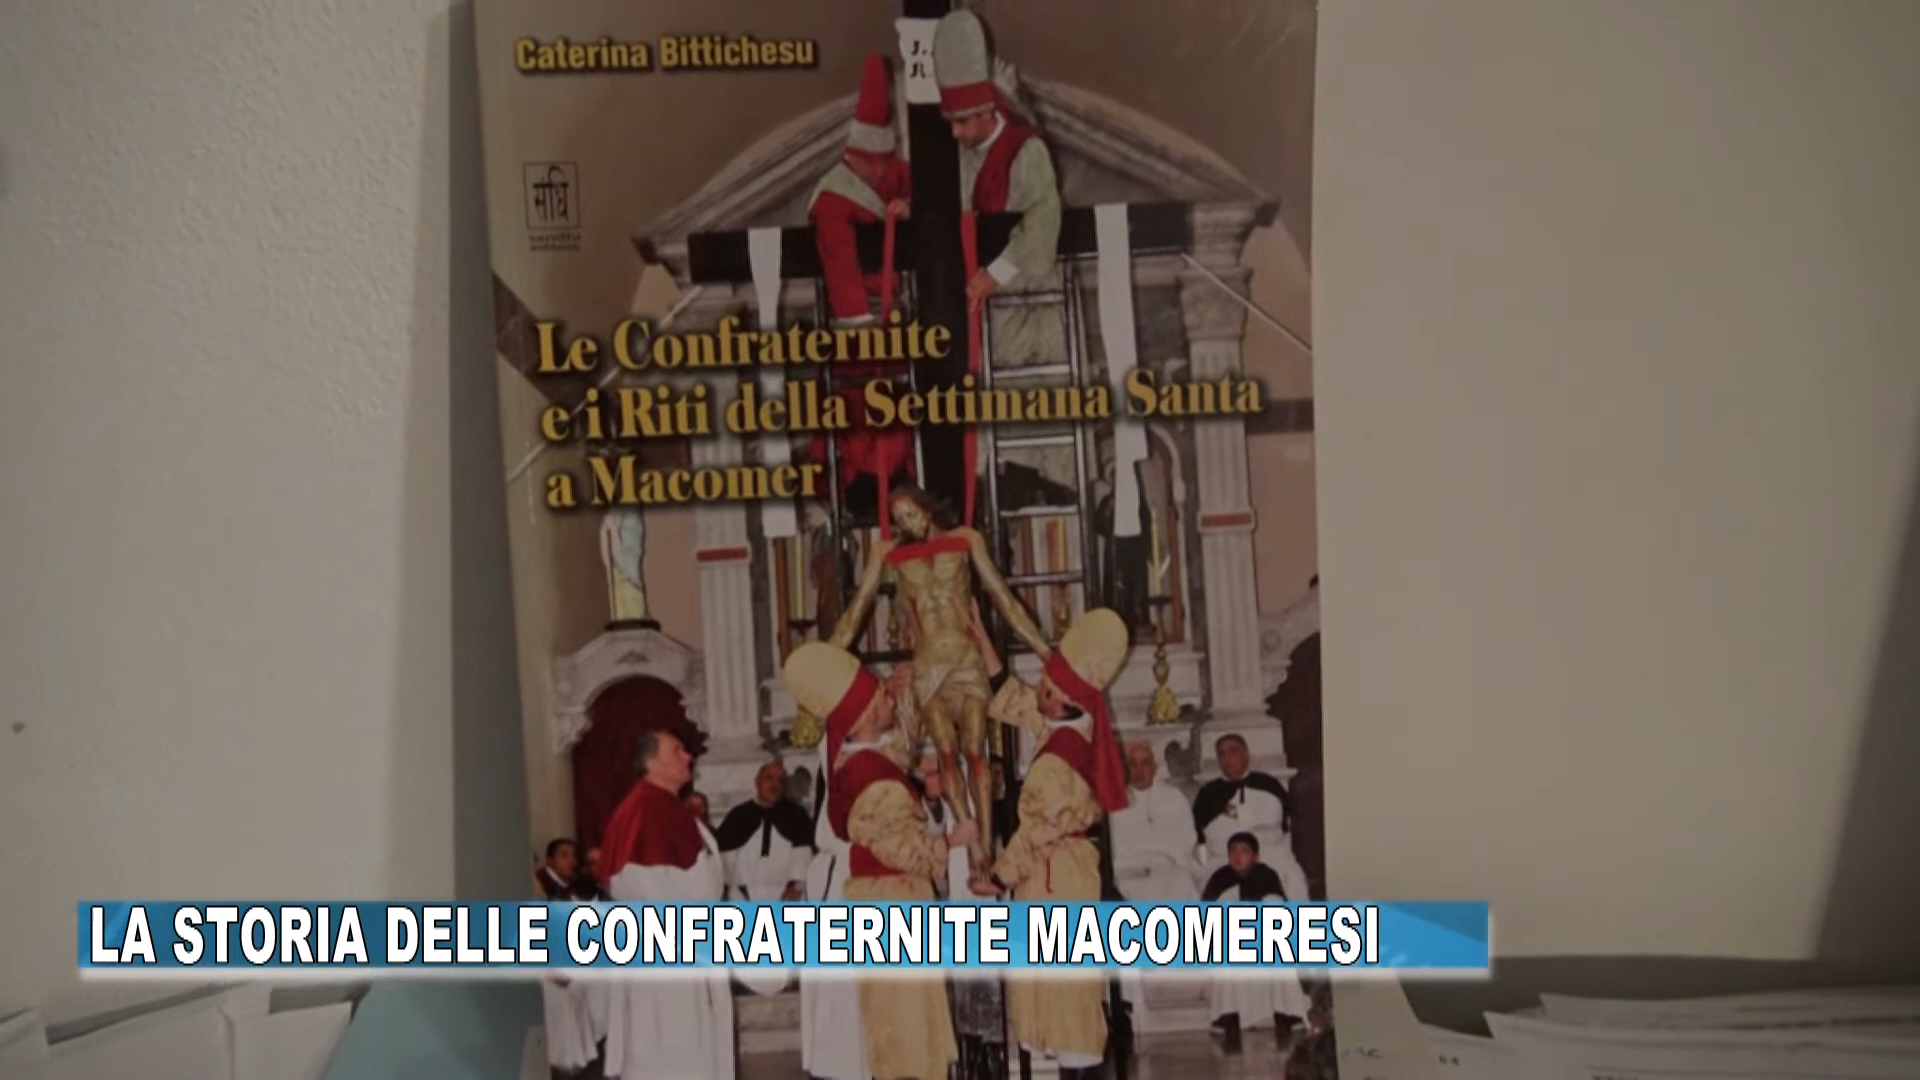 Caterina Bittichesu
J.
R.
संधि
Le Confraternite
e i Riti della Settimana Santa
a Macomer
LA STORIA DELLE CONFRATERNITE MACOMERESI